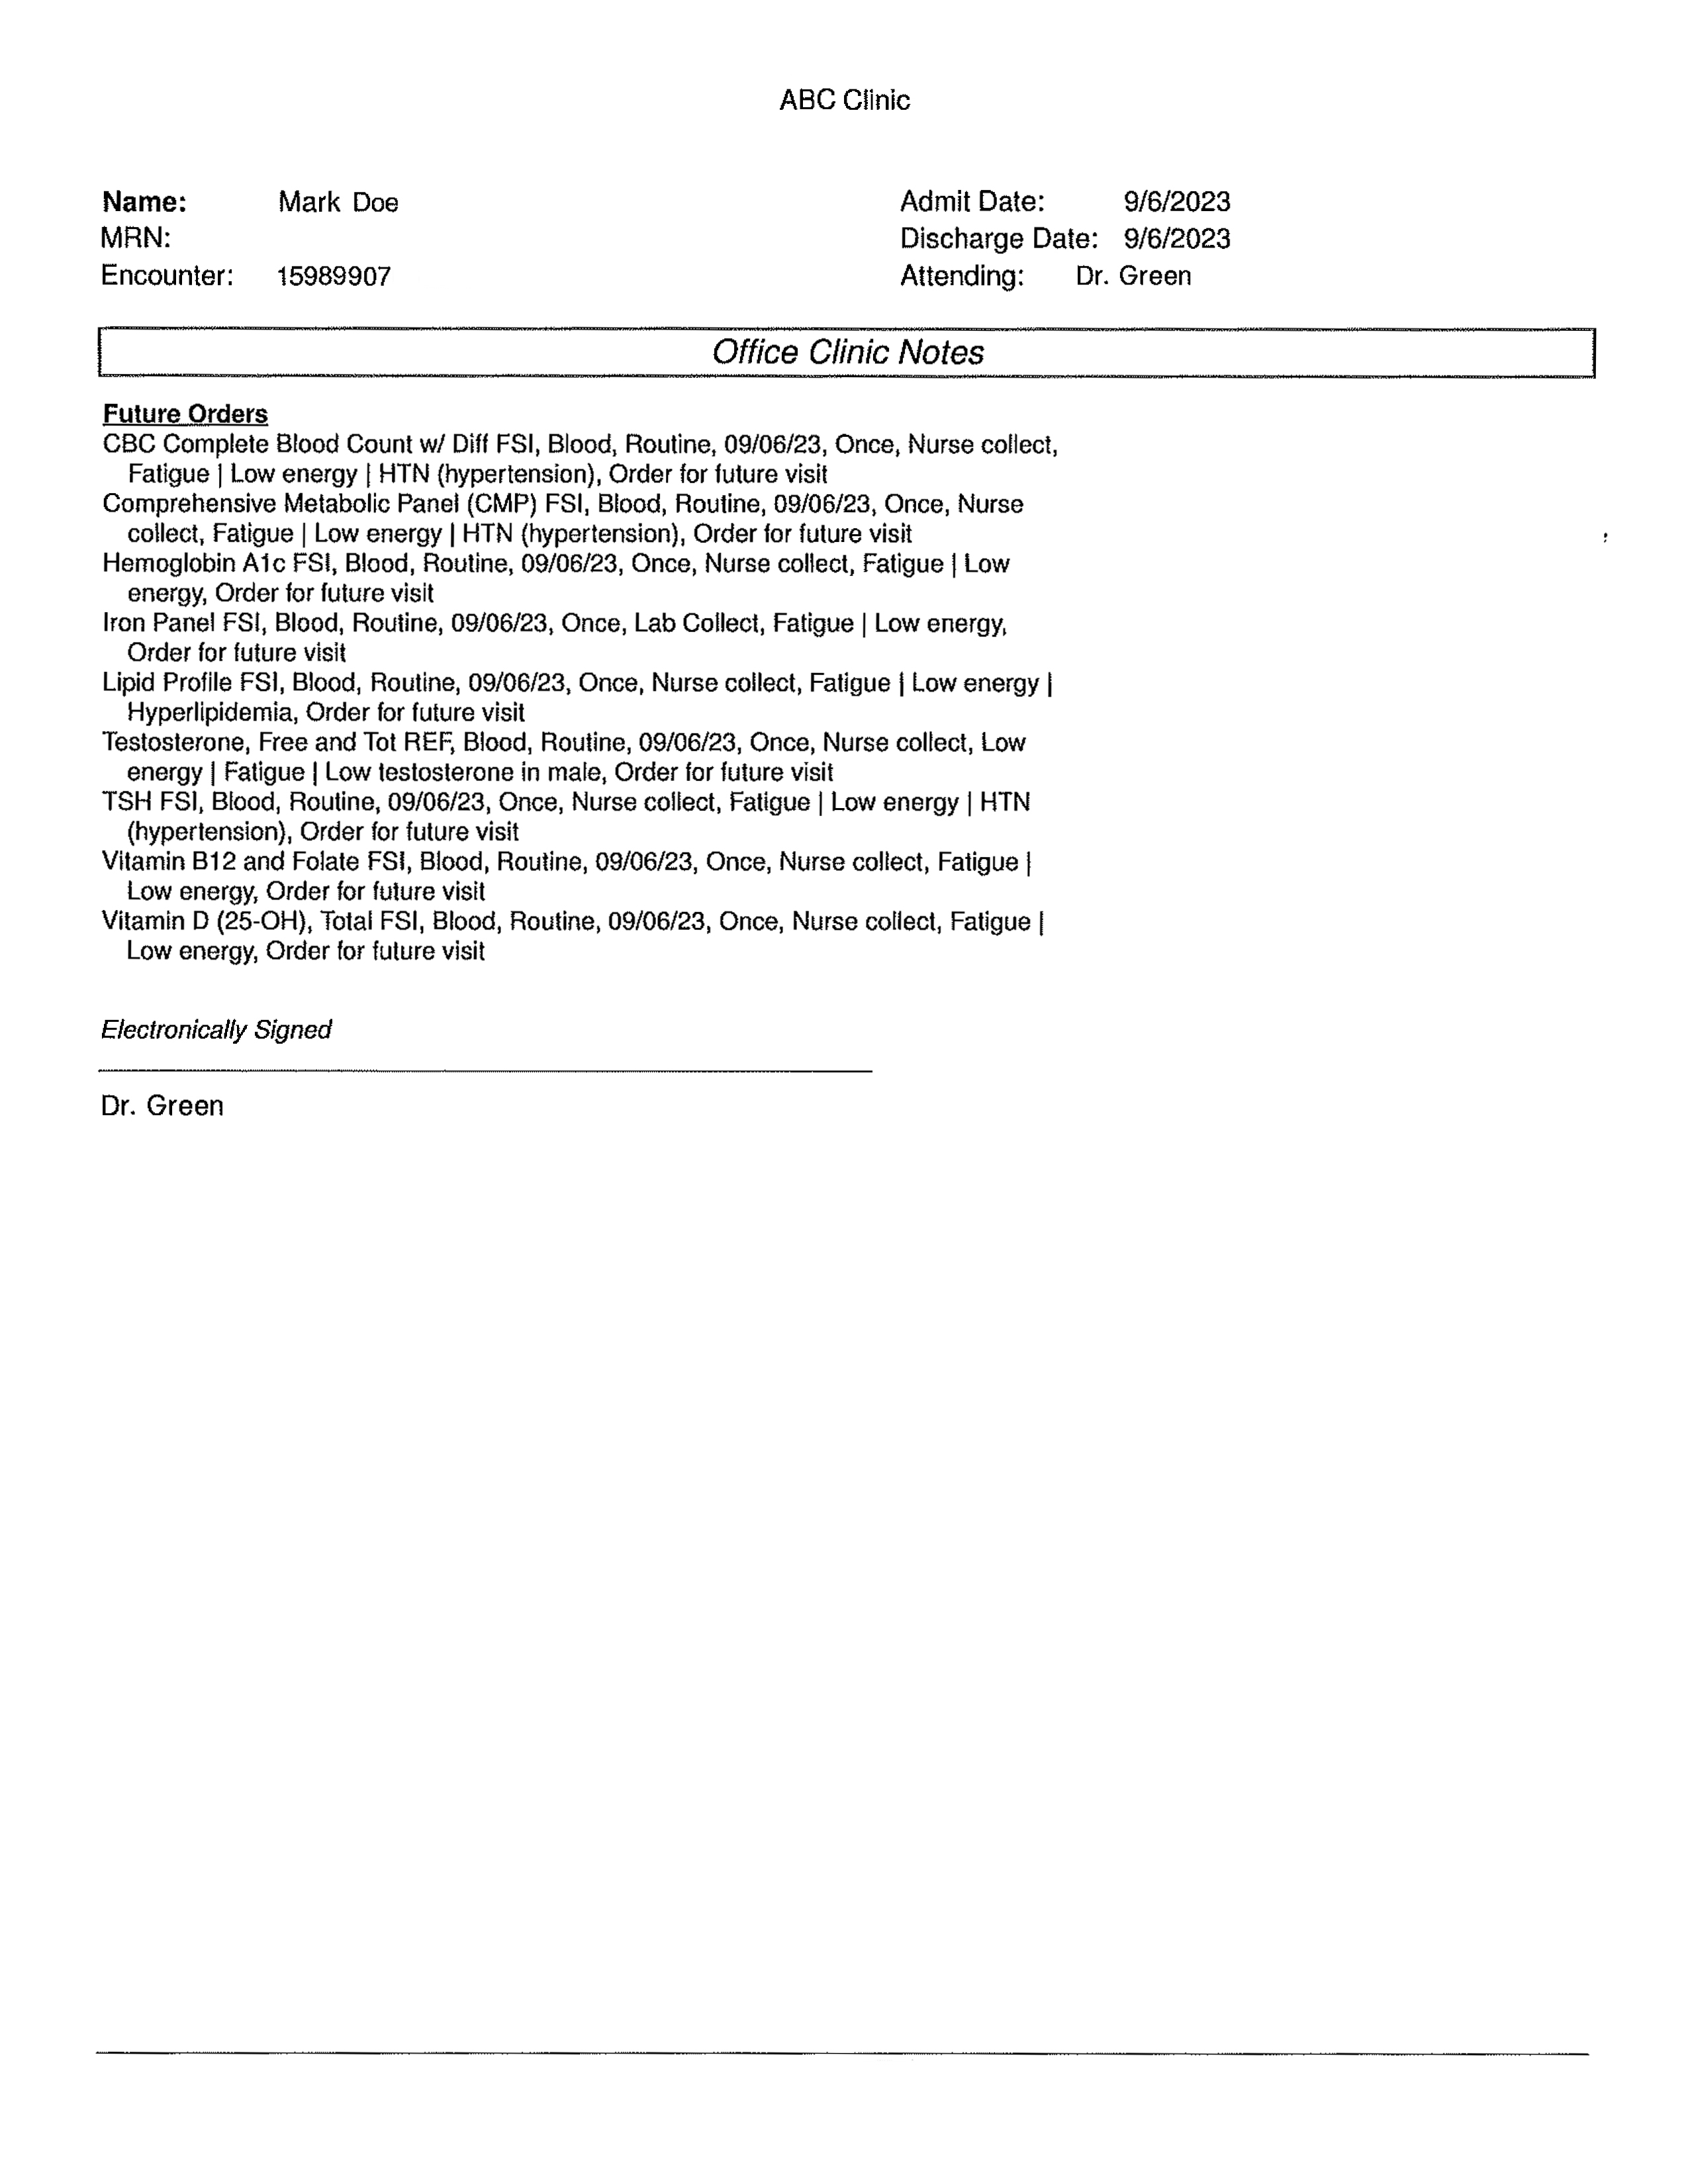 ABC Clinic
Name: Mark Doe Admit Date: 9/6/2023
MRN: Discharge Date: 9/6/2023
Encounter: 15989907 Attending: Dr. Green
Office Clinic Notes
Future Orders
CBC Complete Blood Count w/ Diff FSI, Blood, Routine, 09/06/23, Once, Nurse collect,
Fatigue | Low energy | HTN (hypertension), Order for future visit
Comprehensive Metabolic Panel (CMP) FSI, Blood, Routine, 09/06/23, Once, Nurse
collect, Fatigue | Low energy | HTN (hypertension), Order for future visit
Hemoglobin A1c FSI, Blood, Routine, 09/06/23, Once, Nurse collect, Fatigue | Low
energy, Order for future visit
Iron Panel FSI, Blood, Routine, 09/06/23, Once, Lab Collect, Fatigue | Low energy,
Order for future visit
Lipid Profile FSI, Blood, Routine, 09/06/23, Once, Nurse collect, Fatigue | Low energy |
Hyperlipidemia, Order for future visit
Testosterone, Free and Tot REF, Blood, Routine, 09/06/23, Once, Nurse collect, Low
energy | Fatigue | Low testosterone in male, Order for future visit
TSH FSI, Blood, Routine, 09/06/23, Once, Nurse collect, Fatigue | Low energy | HTN
(hypertension), Order for future visit
Vitamin B12 and Folate FSI, Blood, Routine, 09/06/23, Once, Nurse collect, Fatigue |
Low energy, Order for future visit
Vitamin D (25-OH), Total FSI, Blood, Routine, 09/06/23, Once, Nurse collect, Fatigue |
Low energy, Order for future visit
Electronically Signed
Dr. Green